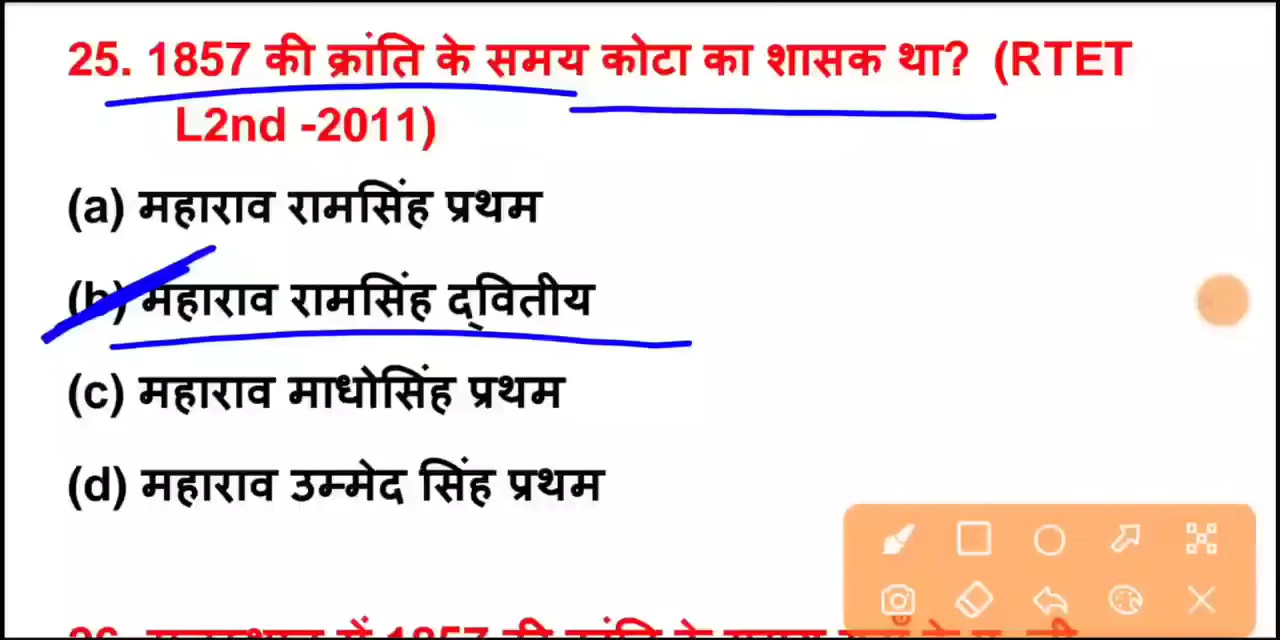 25. 1857 की क्रांति के समय कोटा का शासक था? (RTET
L2nd -2011)
(a) महाराव रामसिंह प्रथम
(b) महाराव रामसिंह द्वितीय
(c) महाराव माधोसिंह प्रथम
(d) महाराव उम्मेद सिंह प्रथम